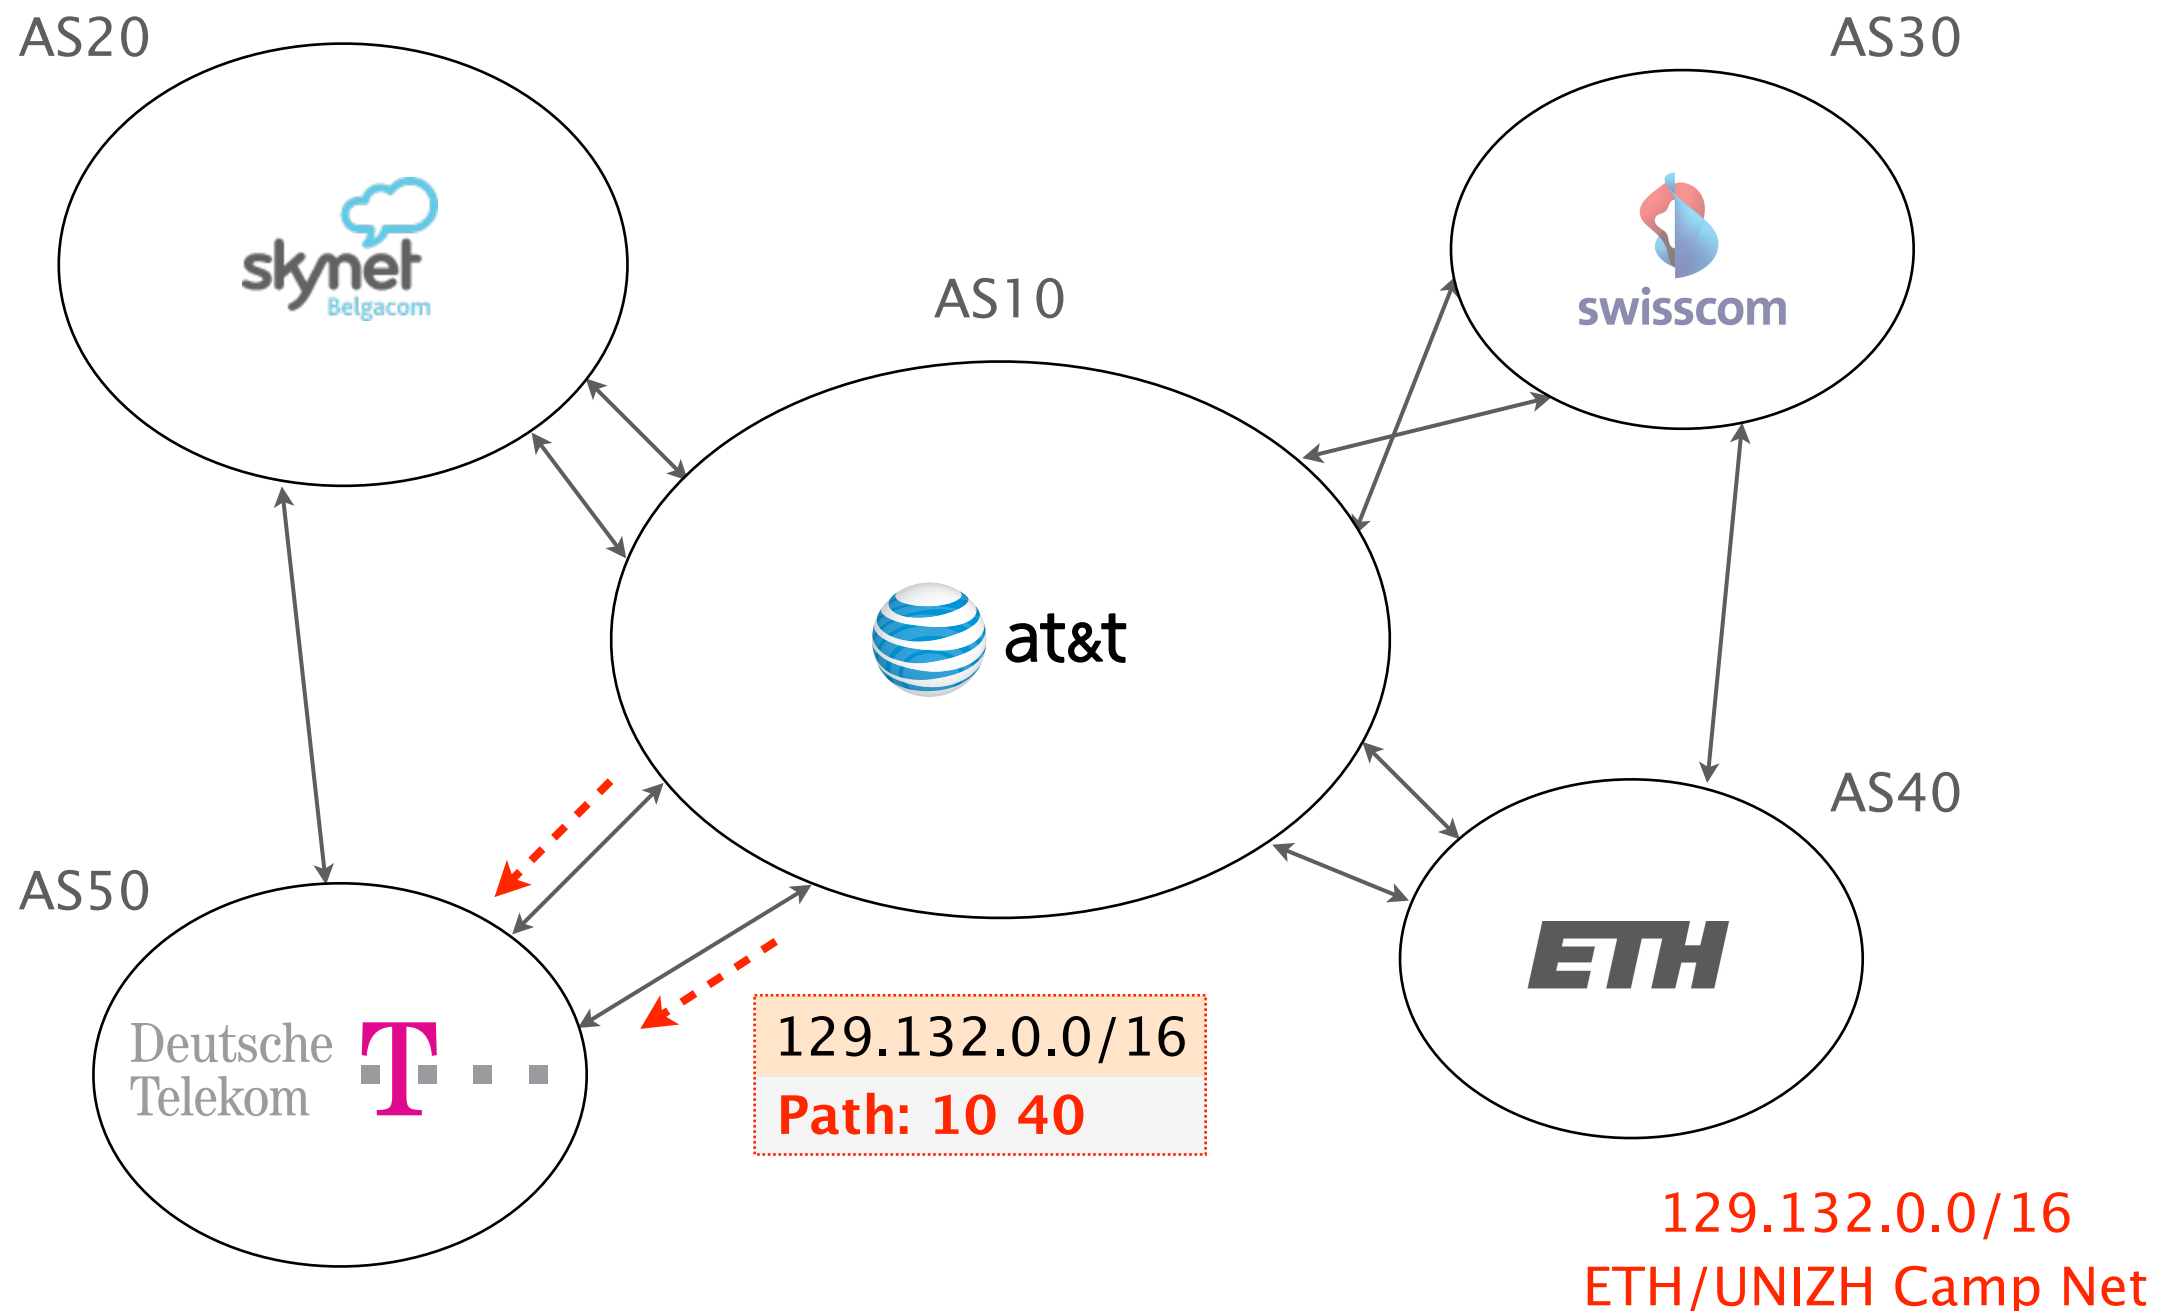 AS20
AS30
skynet
Belgacom
swisscom
AS10
at&t
AS40
AS50
ETH
Deutsche
Telekom
T
129.132.0.0/16
Path: 10 40
129.132.0.0/16
ETH/UNIZH Camp Net